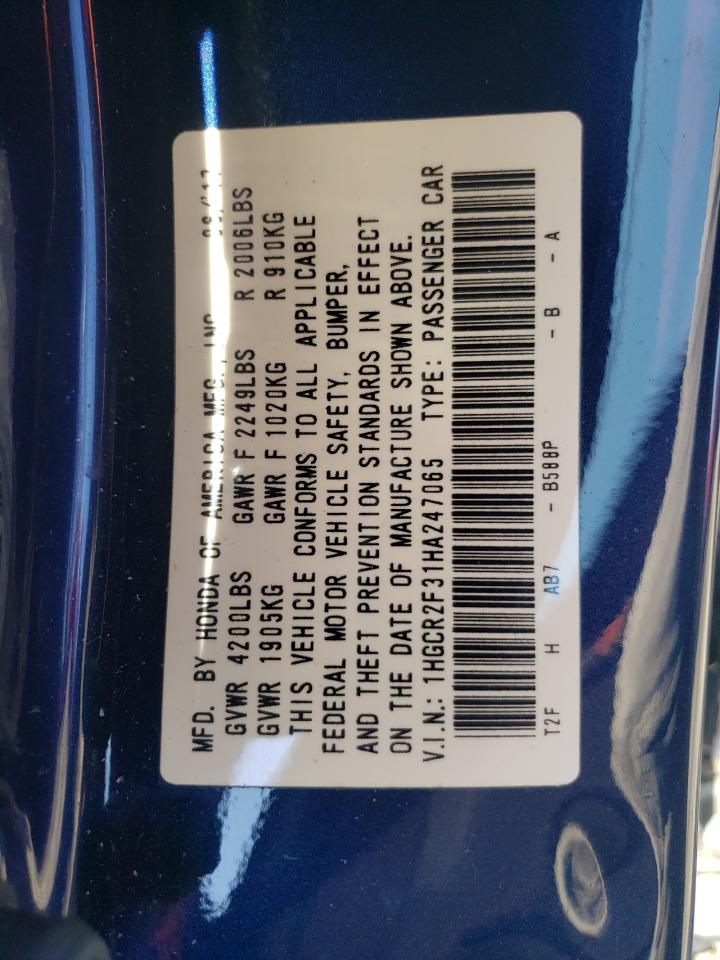 MFD. BY HONDA OF AMERICA MFG., INC.
GVWR 4200LBS GAWR F 2249LBS R 2006LBS
GVWR 1905KG GAWR F 1020KG R 910KG
THIS VEHICLE CONFORMS TO ALL APPLICABLE
FEDERAL MOTOR VEHICLE SAFETY, BUMPER,
AND THEFT PREVENTION STANDARDS IN EFFECT
ON THE DATE OF MANUFACTURE SHOWN ABOVE.
V.I.N.: 1HGCR2F31HA247065 TYPE: PASSENGER CAR
T2F H AB7 - B588P - B - A